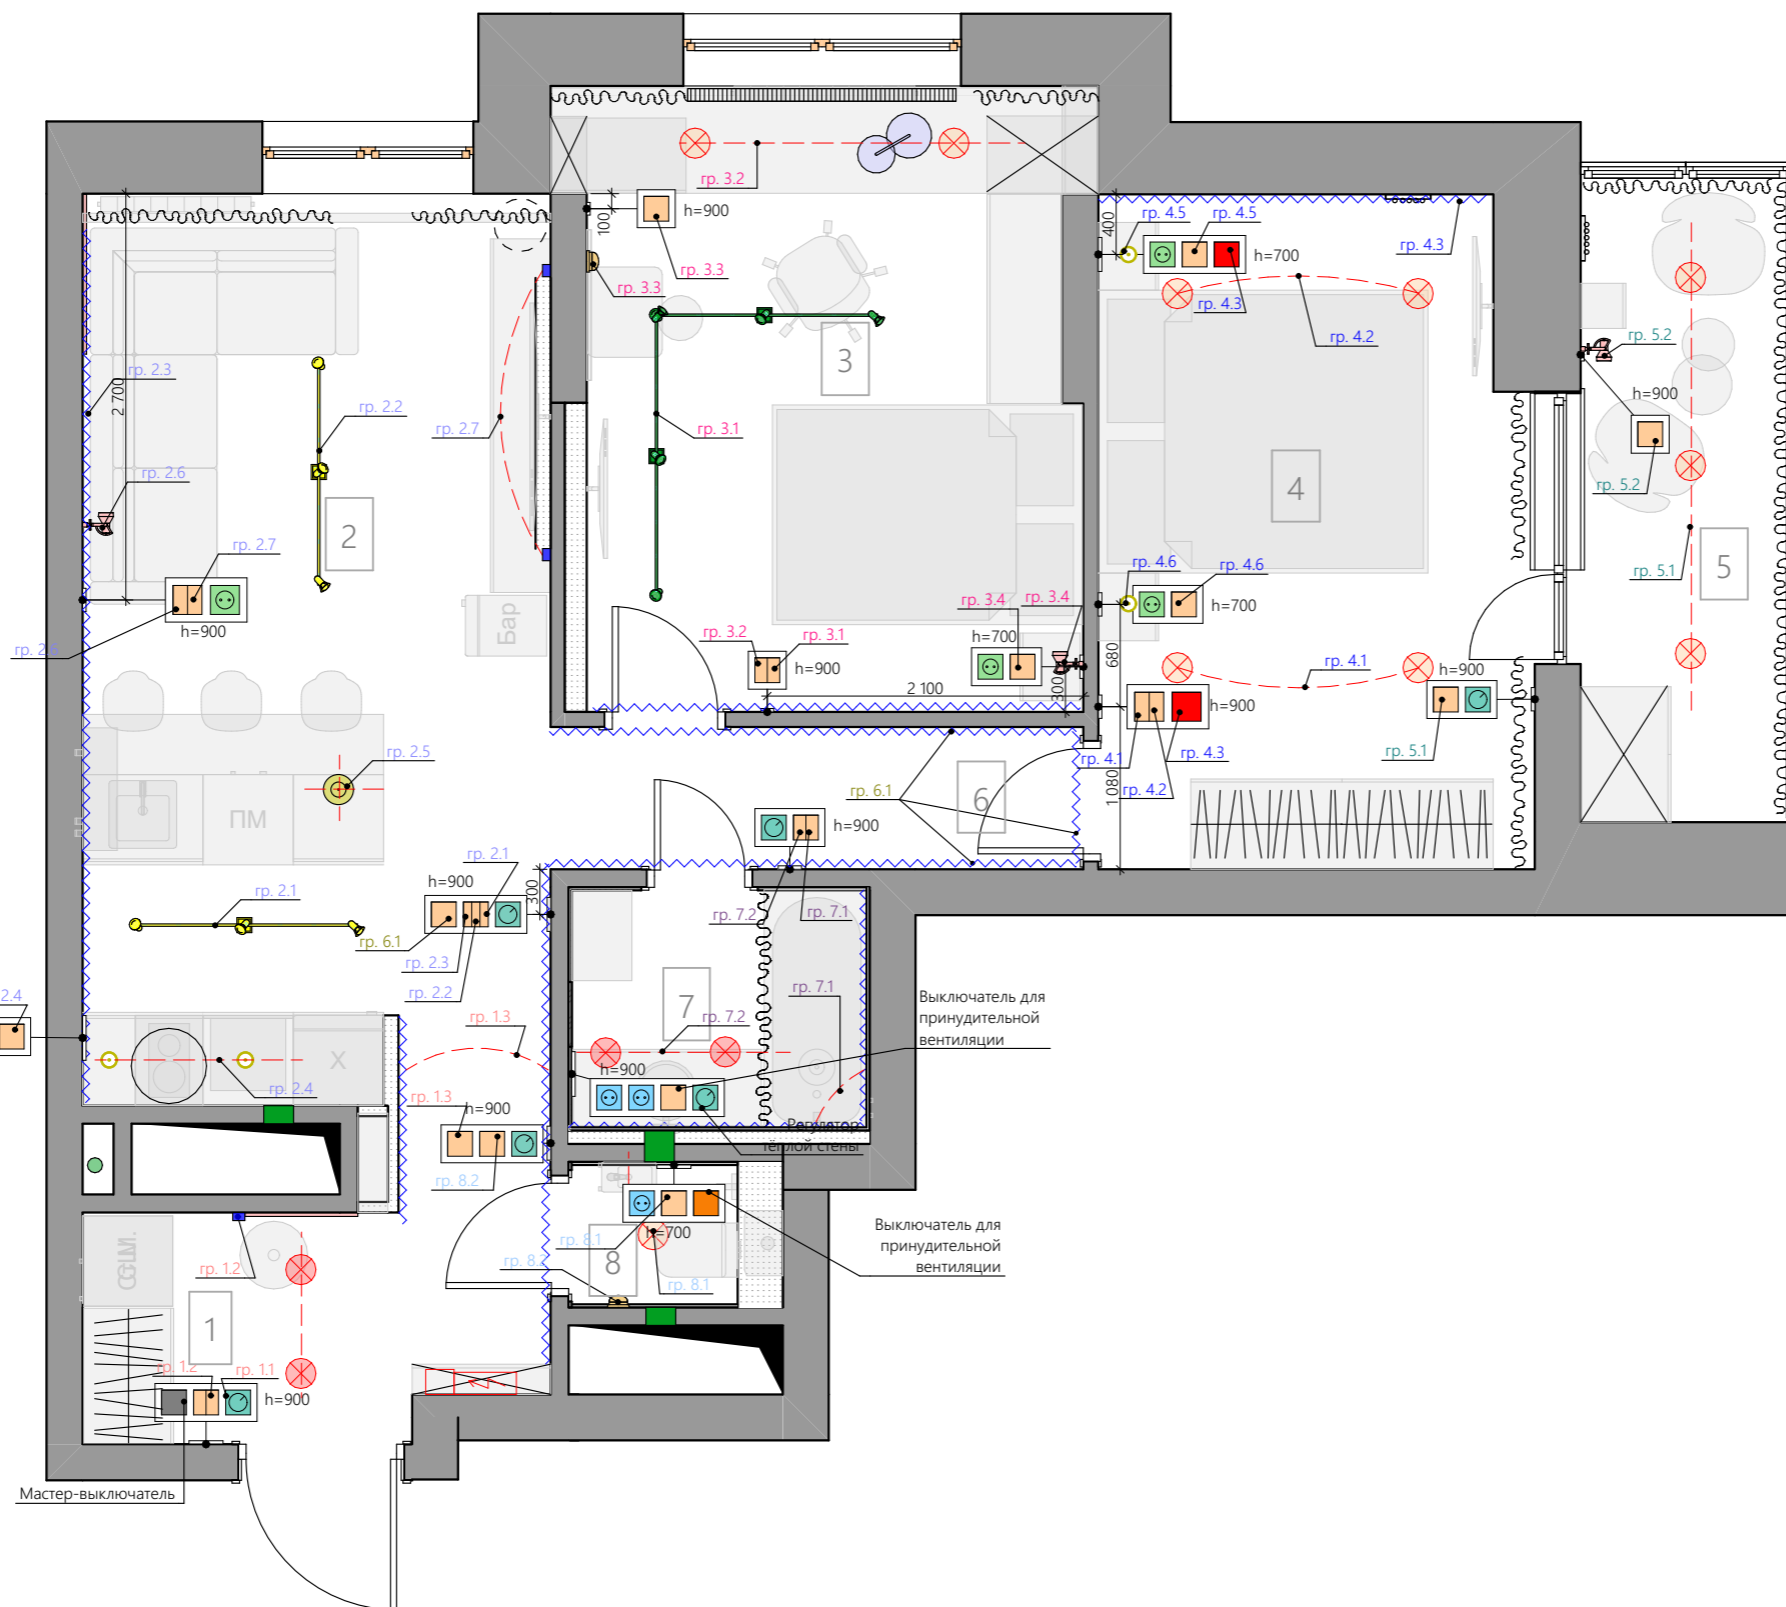 гр. 3.2
100
h=900
гр. 3.3
гр. 3.3
400
гр. 4.5
гр. 4.5
h=700
гр. 4.3
гр. 4.3
гр. 4.2
гр. 5.2
h=900
гр. 5.2
гр. 5.1
5
2 700
гр. 2.3
гр. 2.2
гр. 2.7
гр. 2.6
2
гр. 2.7
h=900
гр. 2.6
Бар
3
гр. 3.1
гр. 3.4
гр. 3.4
h=700
гр. 3.2
гр. 3.1
h=900
2 100
300
4
гр. 4.6
гр. 4.6
h=700
680
гр. 4.1
h=900
h=900
гр. 4.1
гр. 4.3
гр. 4.2
1 080
гр. 5.1
гр. 2.5
ПМ
гр. 6.1
6
h=900
гр. 7.2
гр. 7.1
гр. 2.1
h=900
300
гр. 2.1
гр. 6.1
гр. 2.3
гр. 2.2
2.4
гр. 2.4
Х
гр. 1.3
гр. 1.3
h=900
гр. 8.2
7
гр. 7.1
гр. 7.2
h=900
Выключатель для
принудительной
вентиляции
Регулятор
тёплой стены
гр. 8.1
h=700
гр. 8.2
8
гр. 8.1
Выключатель для
принудительной
вентиляции
гр. 1.2
1
гр. 1.2
гр. 1.1
h=900
Мастер-выключатель